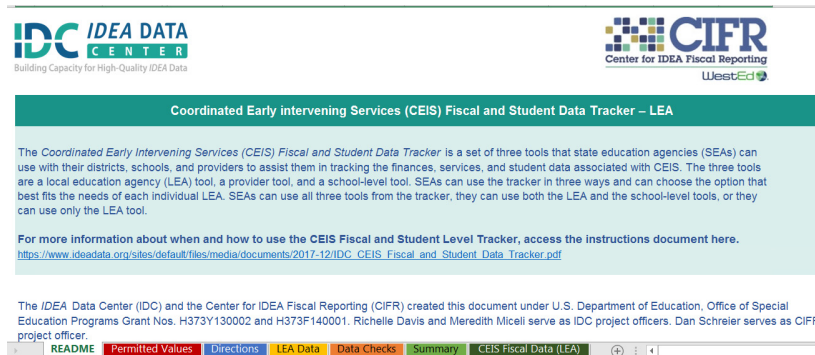 IDC IDEA DATA
CENTER
Building Capacity for High-Quality IDEA Data
CIFR
Center for IDEA Fiscal Reporting
WestEd
Coordinated Early intervening Services (CEIS) Fiscal and Student Data Tracker – LEA
The Coordinated Early Intervening Services (CEIS) Fiscal and Student Data Tracker is a set of three tools that state education agencies (SEAs) can
use with their districts, schools, and providers to assist them in tracking the finances, services, and student data associated with CEIS. The three tools
are a local education agency (LEA) tool, a provider tool, and a school-level tool. SEAs can use the tracker in three ways and can choose the option that
best fits the needs of each individual LEA. SEAs can use all three tools from the tracker, they can use both the LEA and the school-level tools, or they
can use only the LEA tool.
For more information about when and how to use the CEIS Fiscal and Student Level Tracker, access the instructions document here.
https://www.ideadata.org/sites/default/files/media/documents/2017-12/IDC_CEIS_Fiscal_and_Student_Data_Tracker.pdf
The IDEA Data Center (IDC) and the Center for IDEA Fiscal Reporting (CIFR) created this document under U.S. Department of Education, Office of Special
Education Programs Grant Nos. H373Y130002 and H373F140001. Richelle Davis and Meredith Miceli serve as IDC project officers. Dan Schreier serves as CIFR
project officer.
README Permitted Values Directions LEA Data Data Checks Summary CEIS Fiscal Data (LEA)